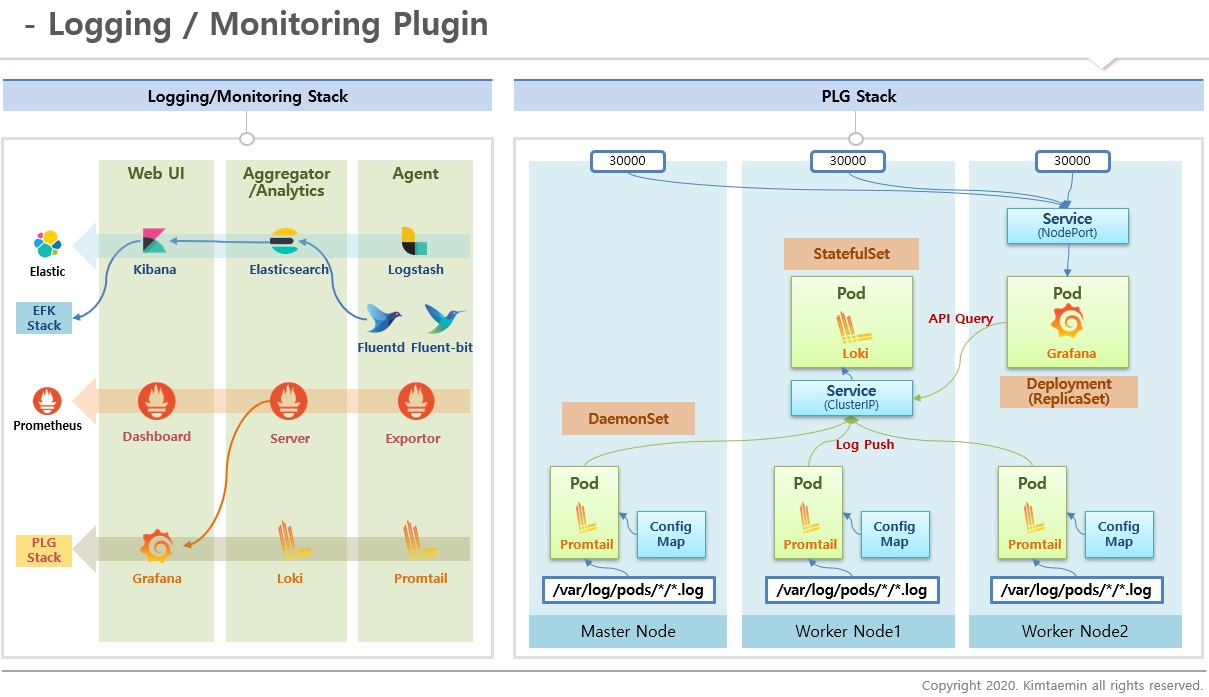 - Logging / Monitoring Plugin
Logging/Monitoring Stack
Web UI
Aggregator
/Analytics
Agent
Elastic
Kibana
Elasticsearch
Logstash
EFK
Stack
Fluentd
Fluent-bit
Prometheus
Dashboard
Server
Exportor
PLG
Stack
Grafana
Loki
Promtail
PLG Stack
30000
30000
30000
Service
(NodePort)
StatefulSet
Pod
Loki
API Query
Pod
Grafana
Service
(ClusterIP)
Deployment
(ReplicaSet)
DaemonSet
Log Push
Pod
Promtail
Config
Map
Pod
Promtail
Config
Map
Pod
Promtail
Config
Map
/var/log/pods/*/*.log
/var/log/pods/*/*.log
/var/log/pods/*/*.log
Master Node
Worker Node1
Worker Node2
Copyright 2020. Kimtaemin all rights reserved.